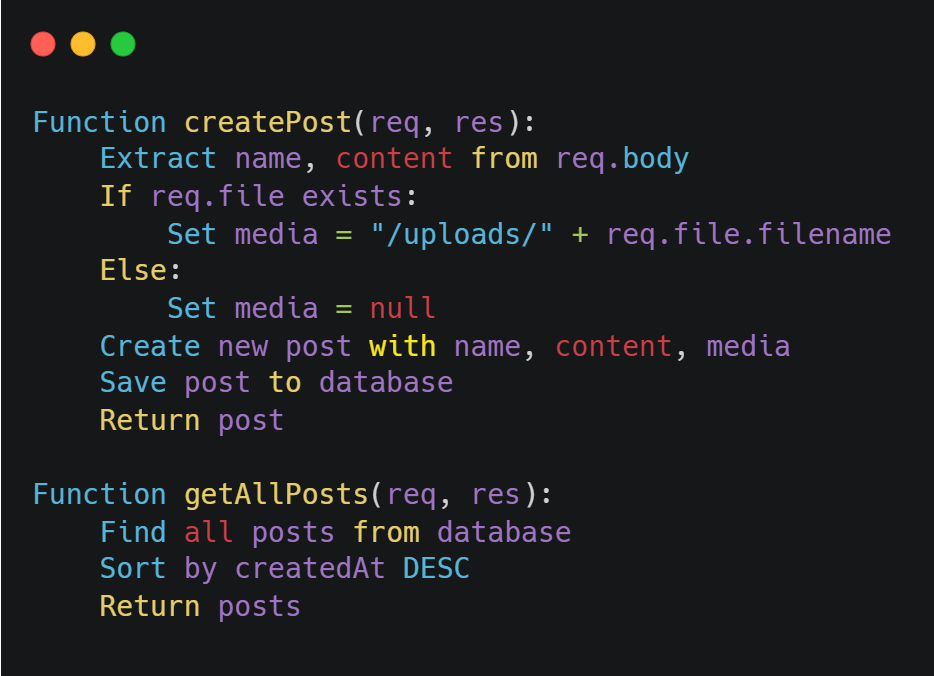 Function createPost(req, res):
    Extract name, content from req.body
    If req.file exists:
        Set media = "/uploads/" + req.file.filename
    Else:
        Set media = null
    Create new post with name, content, media
    Save post to database
    Return post

Function getAllPosts(req, res):
    Find all posts from database
    Sort by createdAt DESC
    Return posts